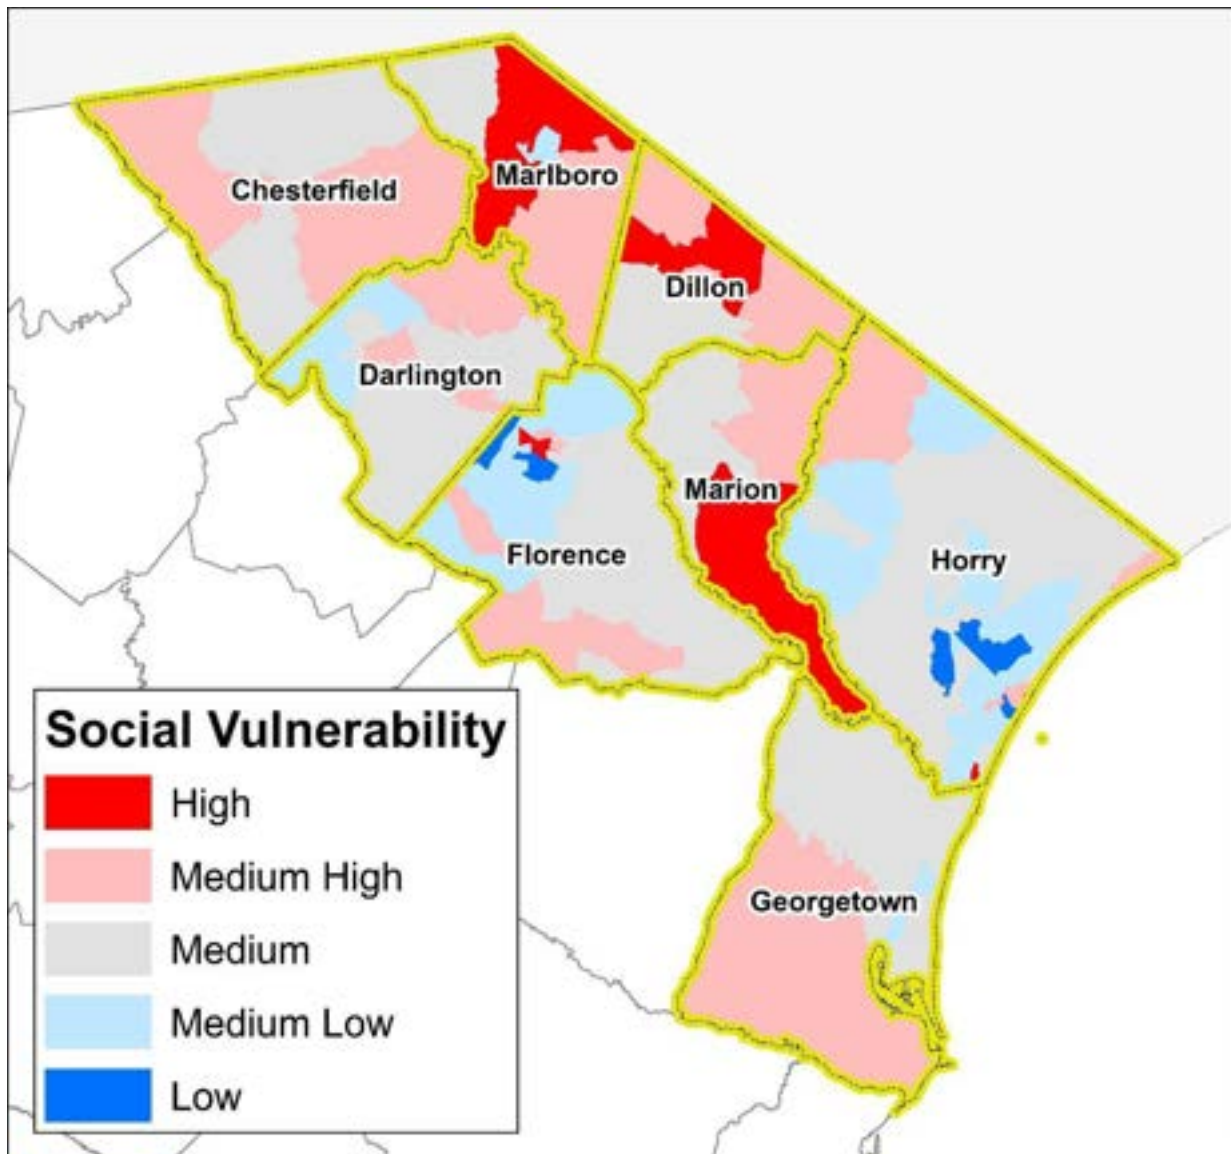 Chesterfield
Marlboro
Dillon
Darlington
Marion
Florence
Horry
Georgetown
Social Vulnerability
High
Medium High
Medium
Medium Low
Low